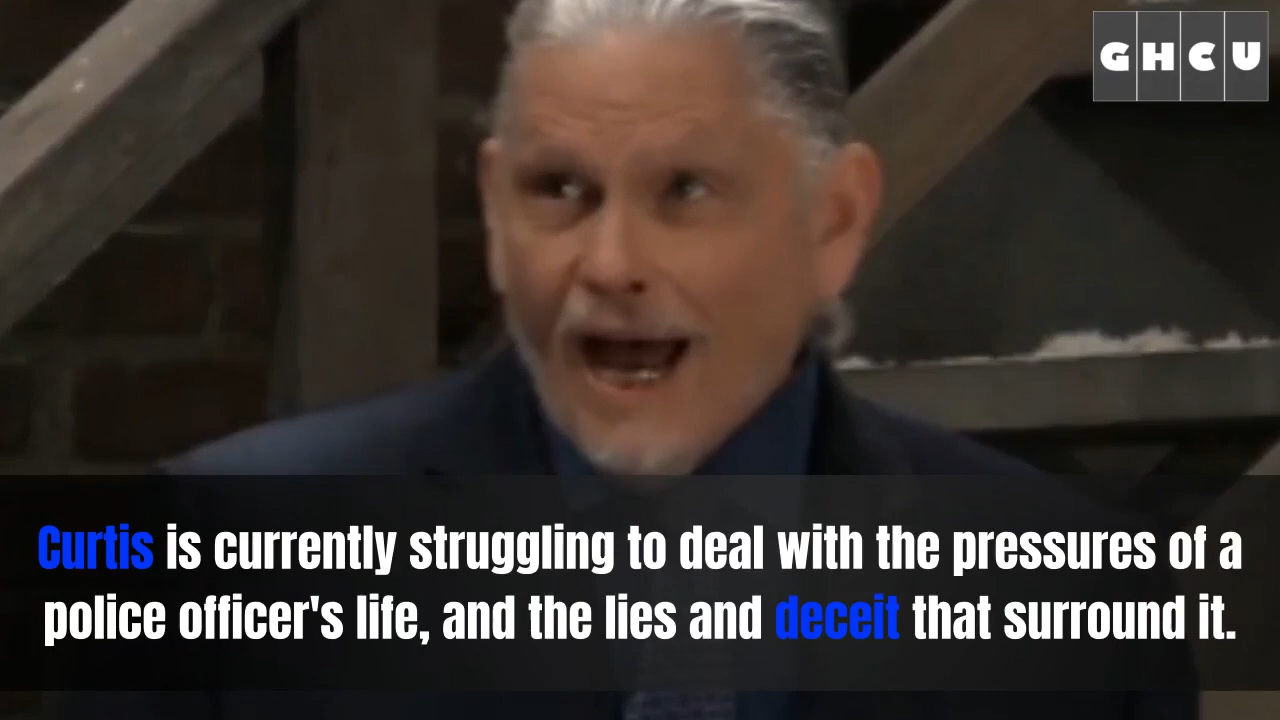 GHCU
Curtis is currently struggling to deal with the pressures of a
police officer's life, and the lies and deceit that surround it.